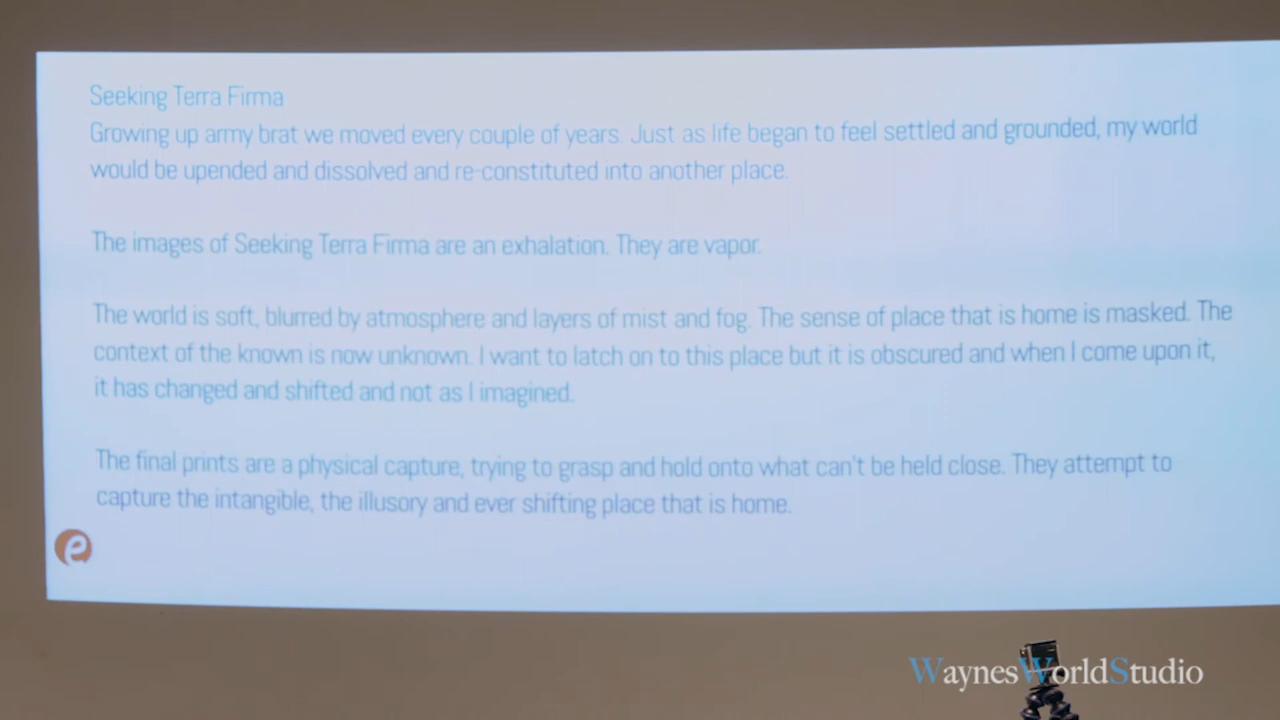 Seeking Terra Firma
Growing up army brat we moved every couple of years. Just as life began to feel settled and grounded, my world
would be upended and dissolved and re-constituted into another place.
The images of Seeking Terra Firma are an exhalation. They are vapor.
The world is soft, blurred by atmosphere and layers of mist and fog. The sense of place that is home is masked. The
context of the known is now unknown. I want to latch on to this place but it is obscured and when I come upon it,
it has changed and shifted and not as I imagined.
The final prints are a physical capture, trying to grasp and hold onto what can't be held close. They attempt to
capture the intangible, the illusory and ever shifting place that is home.
e
WaynesWorldStudio